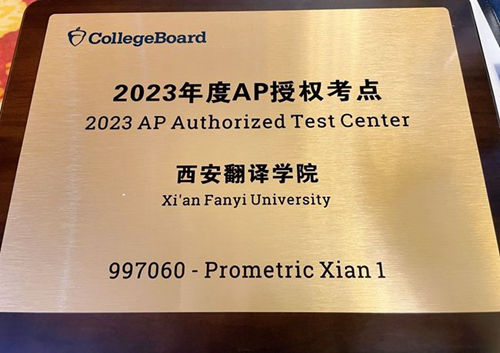 CollegeBoard
2023年度AP授权考点
2023 AP Authorized Test Center
西安翻译学院
Xi'an Fanyi University
997060 - Prometric Xian 1